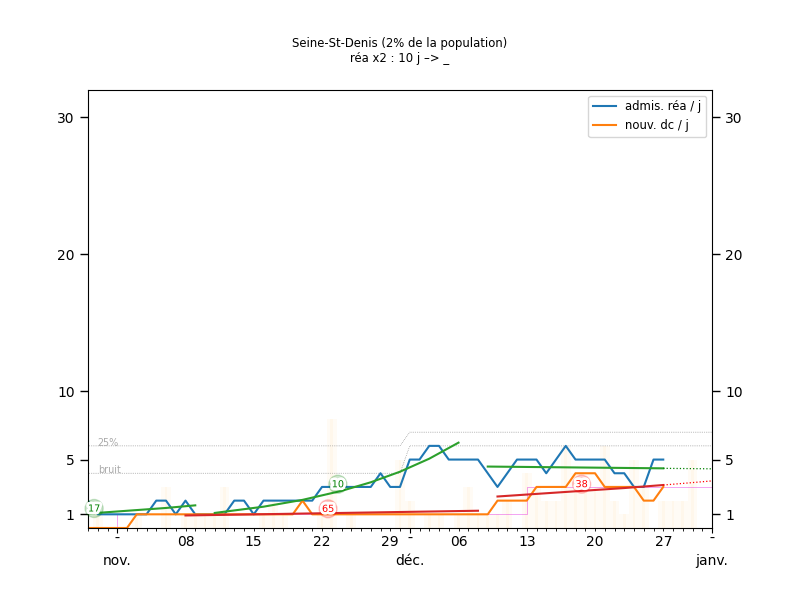 Seine-St-Denis (2% de la population)
réa x2 : 10 j −> _
admis. réa / j
nouv. dc / j
30 30
20 20
10 10
25%
5 5
bruit
10
38
17
65
1 1
- 08 15 22 29 - 06 13 20 27 -
nov. déc. janv.